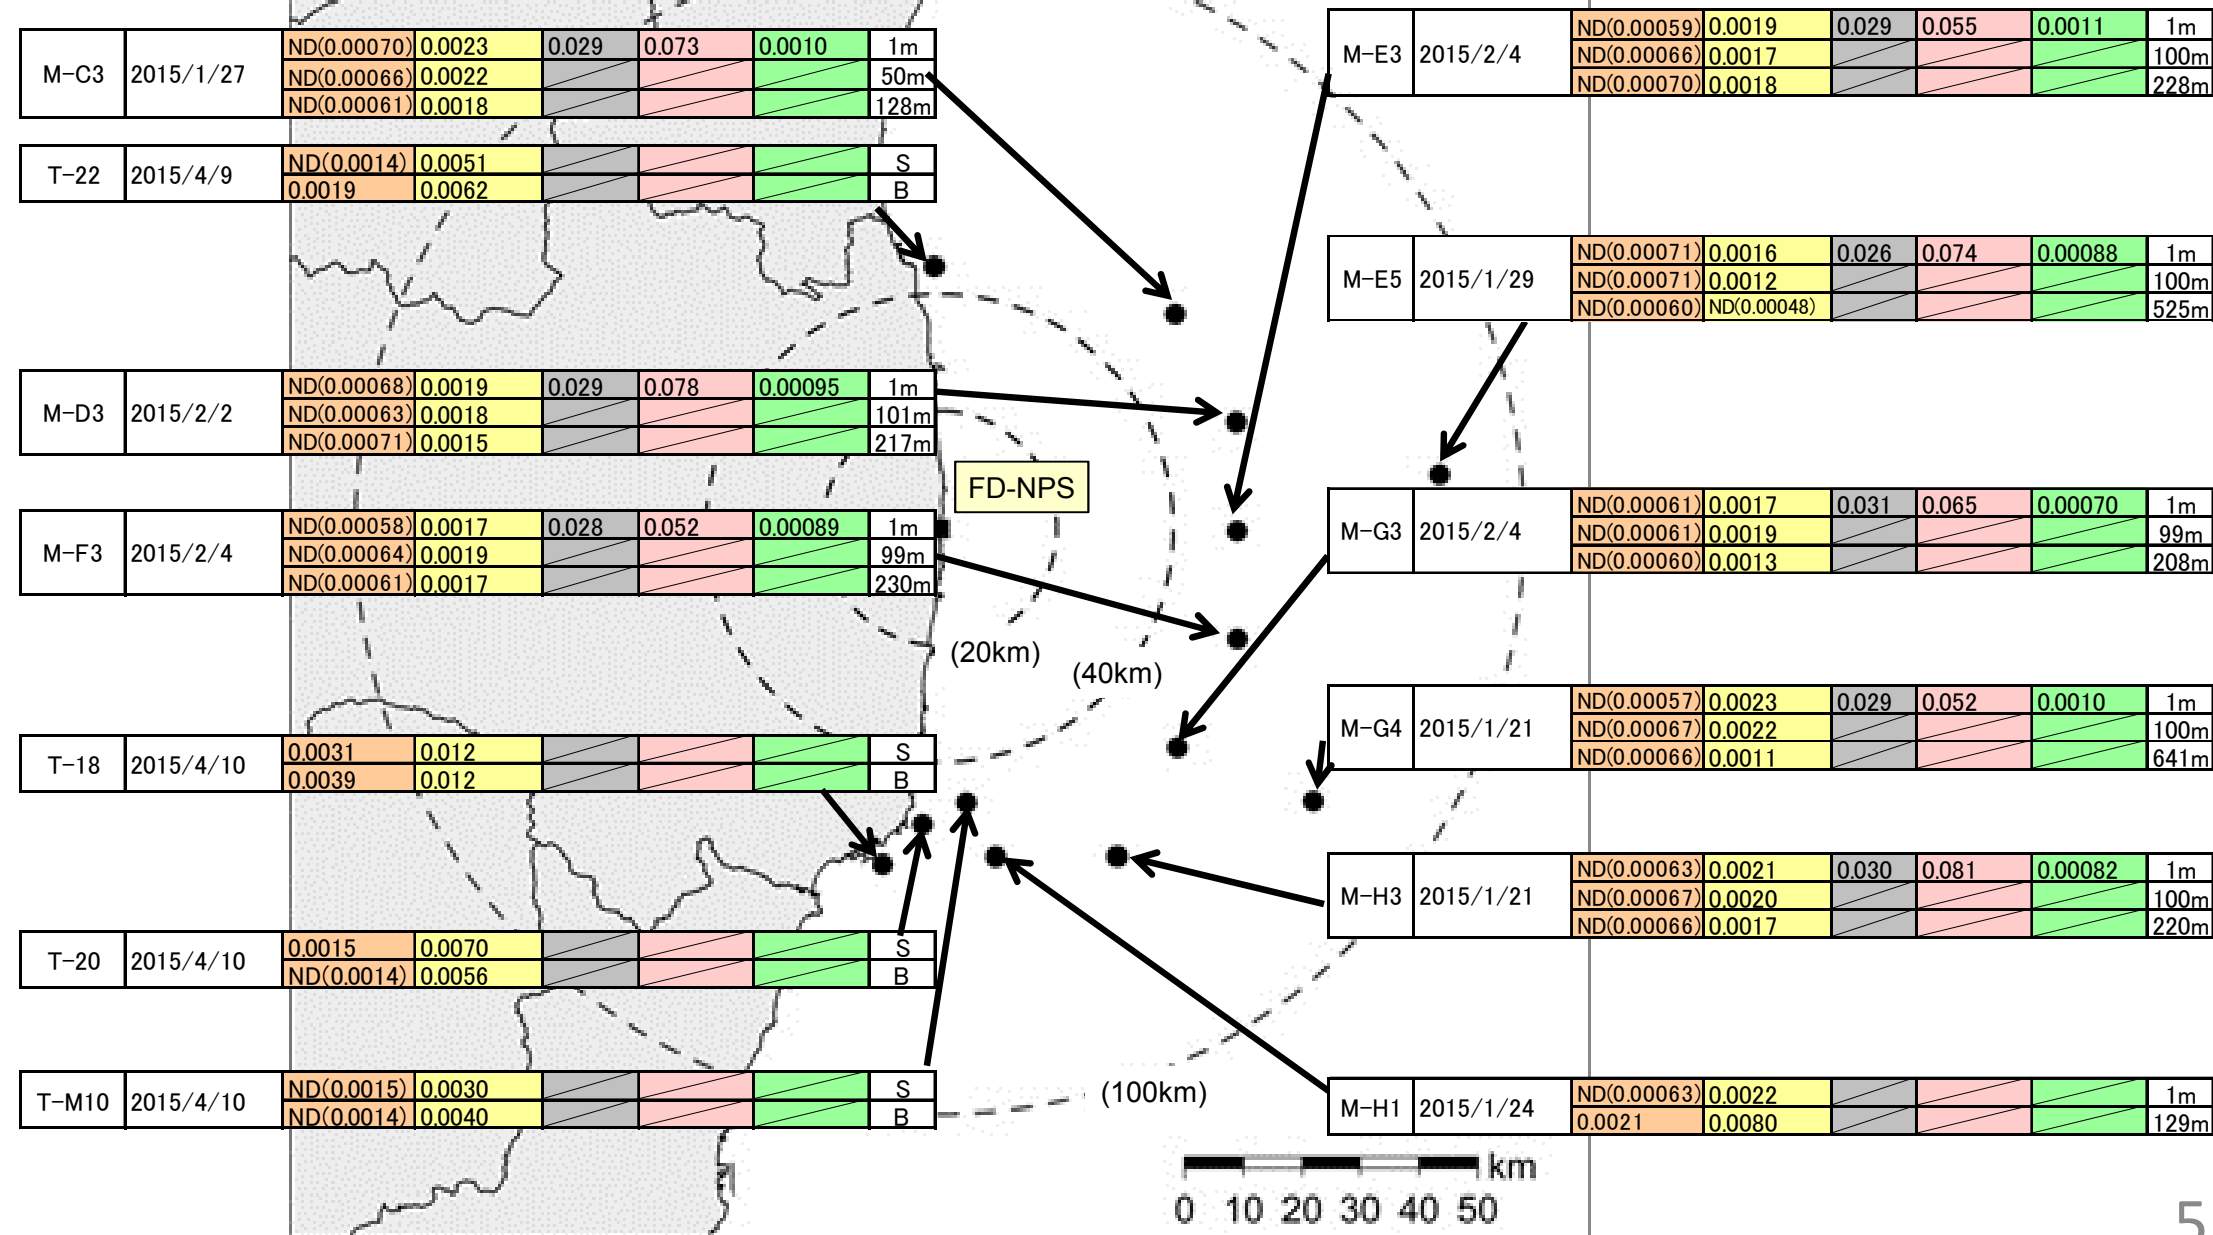 M-C3 2015/1/27 ND(0.00070) 0.0023 0.029 0.073 0.0010 1m
ND(0.00066) 0.0022 50m
ND(0.00061) 0.0018 128m
T-22 2015/4/9 ND(0.0014) 0.0051 S
0.0019 0.0062 B
M-D3 2015/2/2 ND(0.00068) 0.0019 0.029 0.078 0.00095 1m
ND(0.00063) 0.0018 101m
ND(0.00071) 0.0015 217m
M-F3 2015/2/4 ND(0.00058) 0.0017 0.028 0.052 0.00089 1m
ND(0.00064) 0.0019 99m
ND(0.00061) 0.0017 230m
T-18 2015/4/10 0.0031 0.012 S
0.0039 0.012 B
T-20 2015/4/10 0.0015 0.0070 S
ND(0.0014) 0.0056 B
T-M10 2015/4/10 ND(0.0015) 0.0030 S
ND(0.0014) 0.0040 B
FD-NPS
(20km)
(40km)
(100km)
M-E3 2015/2/4 ND(0.00059) 0.0019 0.029 0.055 0.0011 1m
ND(0.00066) 0.0017 100m
ND(0.00070) 0.0018 228m
M-E5 2015/1/29 ND(0.00071) 0.0016 0.026 0.074 0.00088 1m
ND(0.00071) 0.0012 100m
ND(0.00060) ND(0.00048) 525m
M-G3 2015/2/4 ND(0.00061) 0.0017 0.031 0.065 0.00070 1m
ND(0.00061) 0.0019 99m
ND(0.00060) 0.0013 208m
M-G4 2015/1/21 ND(0.00057) 0.0023 0.029 0.052 0.0010 1m
ND(0.00067) 0.0022 100m
ND(0.00066) 0.0011 641m
M-H3 2015/1/21 ND(0.00063) 0.0021 0.030 0.081 0.00082 1m
ND(0.00067) 0.0020 100m
ND(0.00066) 0.0017 220m
M-H1 2015/1/24 ND(0.00063) 0.0022 1m
0.0021 0.0080 129m
km
0 10 20 30 40 50
5